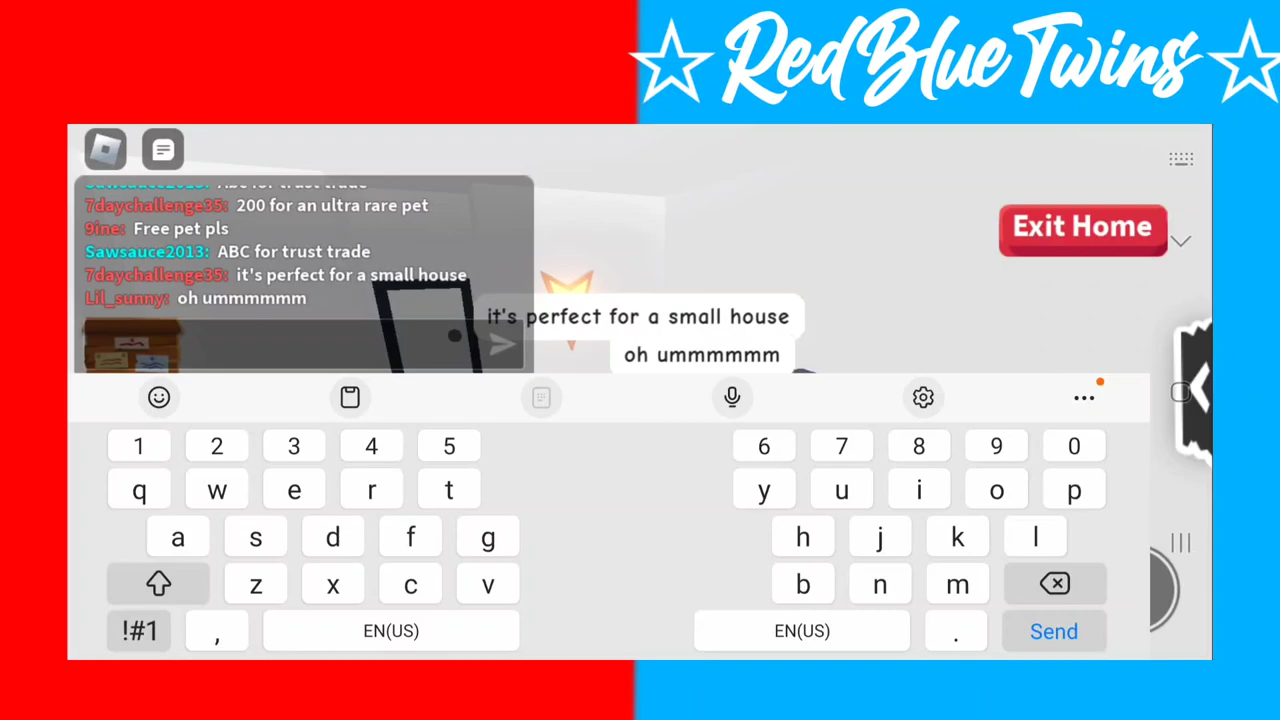 RedBlueTwins
Sawsauce2013: Abc for trust trade
7daychallenge35: 200 for an ultra rare pet
9ine: Free pet pls
Sawsauce2013: ABC for trust trade
7daychallenge35: it's perfect for a small house
Lil_sunny: oh ummmmmm
Exit Home
it's perfect for a small house
oh ummmmmm
1 2 3 4 5 6 7 8 9 0
q w e r t y u i o p
a s d f g h j k l
z x c v b n m
!#1 , EN(US) EN(US) . Send